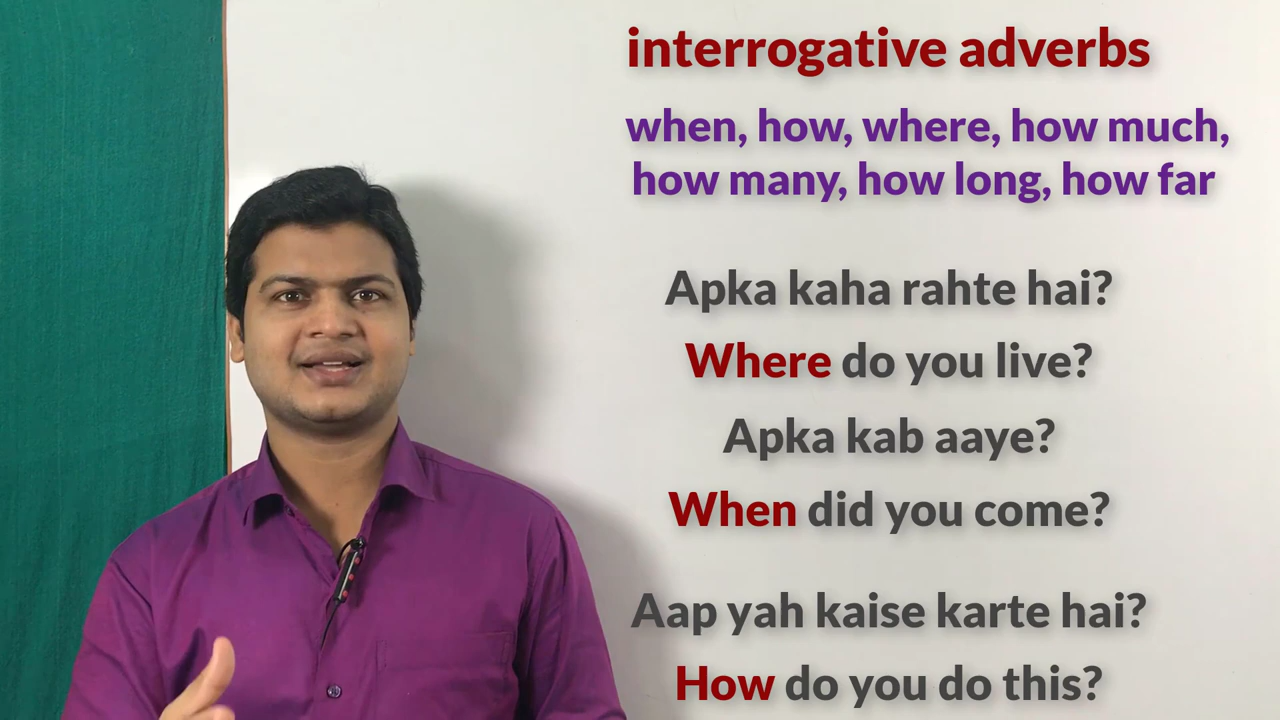 interrogative adverbs
when, how, where, how much,
how many, how long, how far
Apka kaha rahte hai?
Where do you live?
Apka kab aaye?
When did you come?
Aap yah kaise karte hai?
How do you do this?